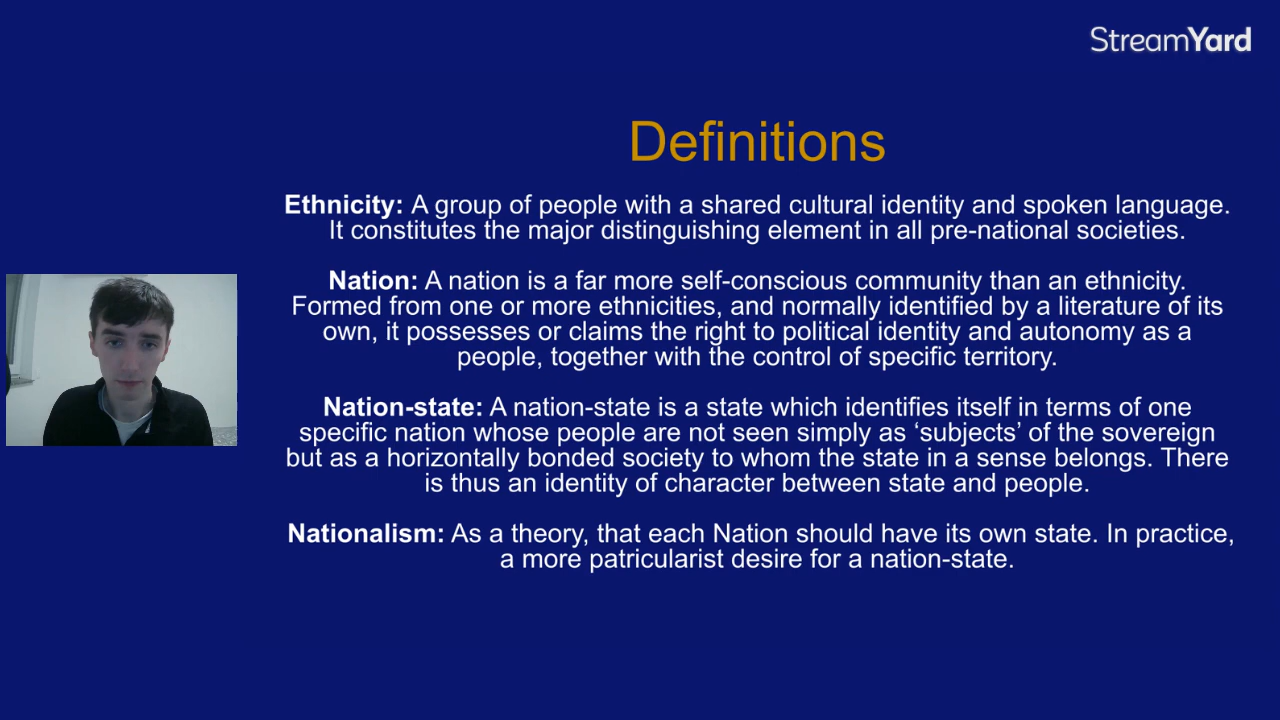 StreamYard
Definitions
Ethnicity: A group of people with a shared cultural identity and spoken language.
It constitutes the major distinguishing element in all pre-national societies.
Nation: A nation is a far more self-conscious community than an ethnicity.
Formed from one or more ethnicities, and normally identified by a literature of its
own, it possesses or claims the right to political identity and autonomy as a
people, together with the control of specific territory.
Nation-state: A nation-state is a state which identifies itself in terms of one
specific nation whose people are not seen simply as ‘subjects’ of the sovereign
but as a horizontally bonded society to whom the state in a sense belongs. There
is thus an identity of character between state and people.
Nationalism: As a theory, that each Nation should have its own state. In practice,
a more patricularist desire for a nation-state.